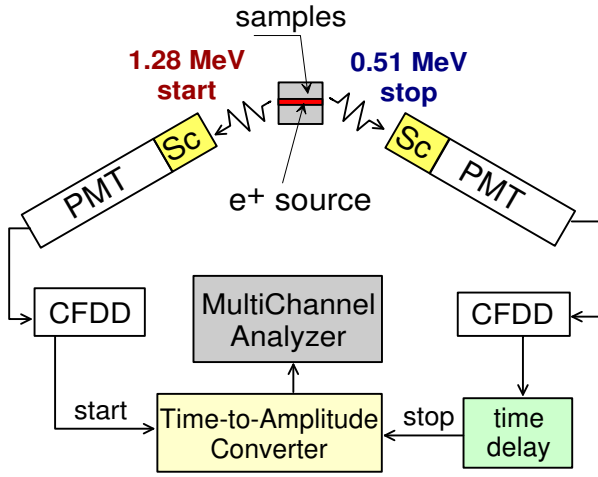 samples
1.28 MeV
start
0.51 MeV
stop
Sc
PMT
Sc
PMT
e+ source
CFDD
MultiChannel
Analyzer
CFDD
start
Time-to-Amplitude
Converter
stop
time
delay